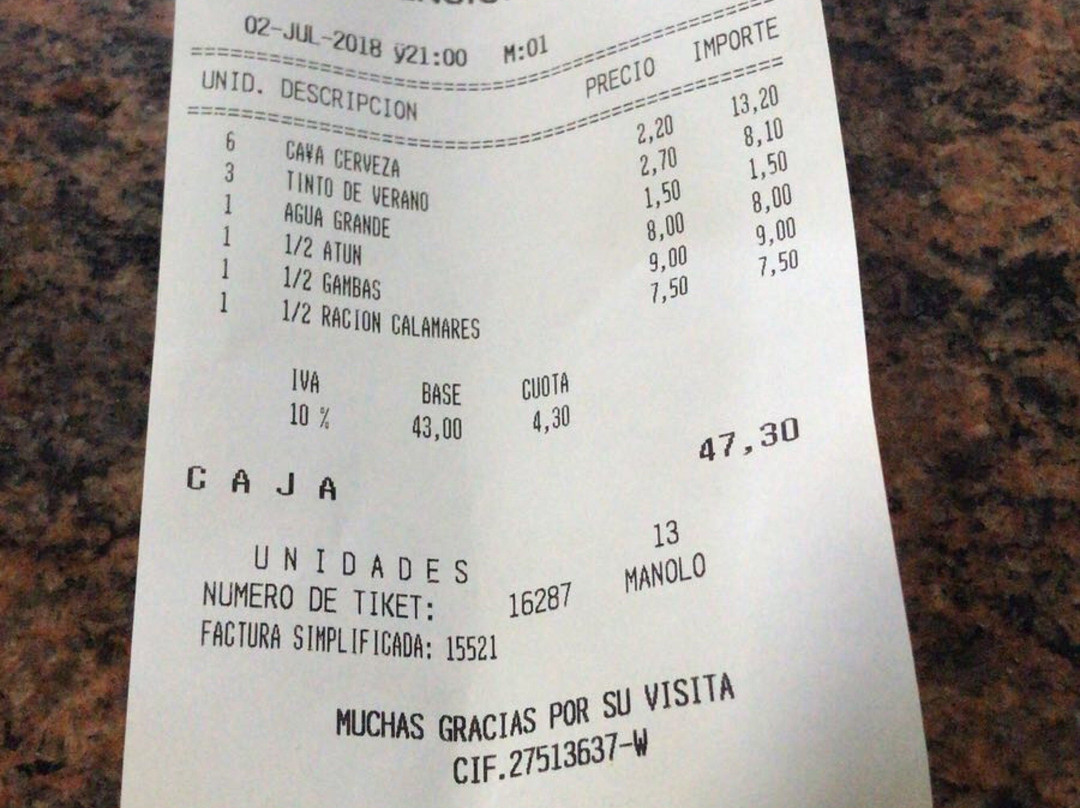 02-JUL-2018 ÿ21:00 M:01
UNID. DESCRIPCION PRECIO IMPORTE
6 CA¥A CERVEZA 2,20 13,20
3 TINTO DE VERANO 2,70 8,10
1 AGUA GRANDE 1,50 1,50
1 1/2 ATUN 8,00 8,00
1 1/2 GAMBAS 9,00 9,00
1 1/2 RACION CALAMARES 7,50 7,50
IVA BASE CUOTA
10 % 43,00 4,30
C A J A 47,30
U N I D A D E S 13
NUMERO DE TIKET: 16287 MANOLO
FACTURA SIMPLIFICADA: 15521
MUCHAS GRACIAS POR SU VISITA
CIF.27513637-W